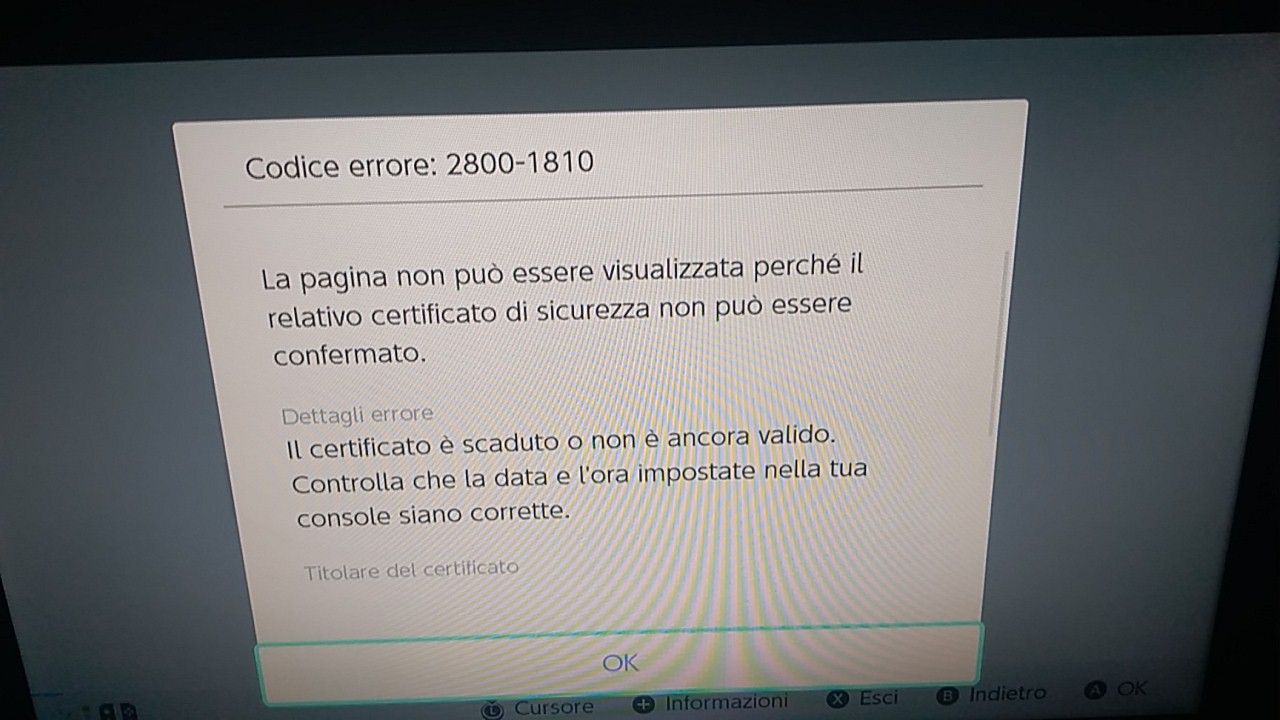 Codice errore: 2800-1810
La pagina non può essere visualizzata perché il
relativo certificato di sicurezza non può essere
confermato.
Dettagli errore
Il certificato è scaduto o non è ancora valido.
Controlla che la data e l'ora impostate nella tua
console siano corrette.
Titolare del certificato
OK
L Cursore + Informazioni X Esci B Indietro A OK